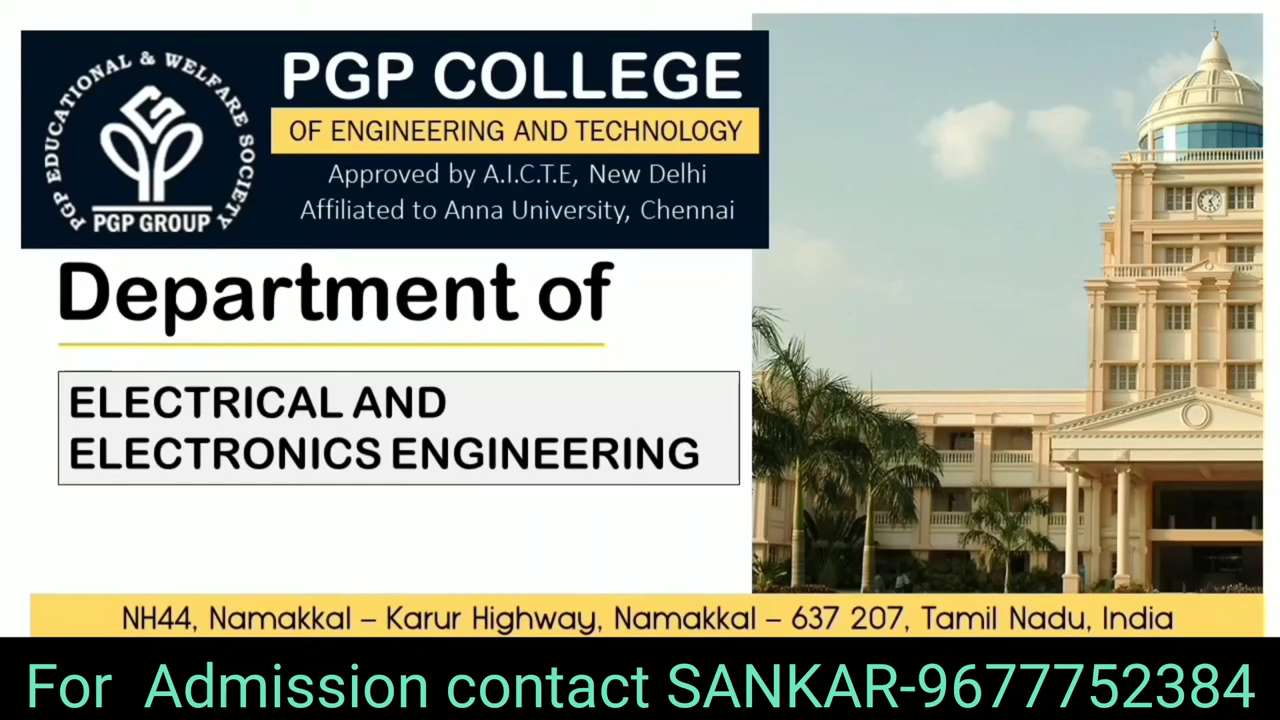 PGP EDUCATIONAL & WELFARE SOCIETY
PGP GROUP
PGP COLLEGE
OF ENGINEERING AND TECHNOLOGY
Approved by A.I.C.T.E, New Delhi
Affiliated to Anna University, Chennai
Department of
ELECTRICAL AND
ELECTRONICS ENGINEERING
NH44, Namakkal – Karur Highway, Namakkal – 637 207, Tamil Nadu, India
For Admission contact SANKAR-9677752384